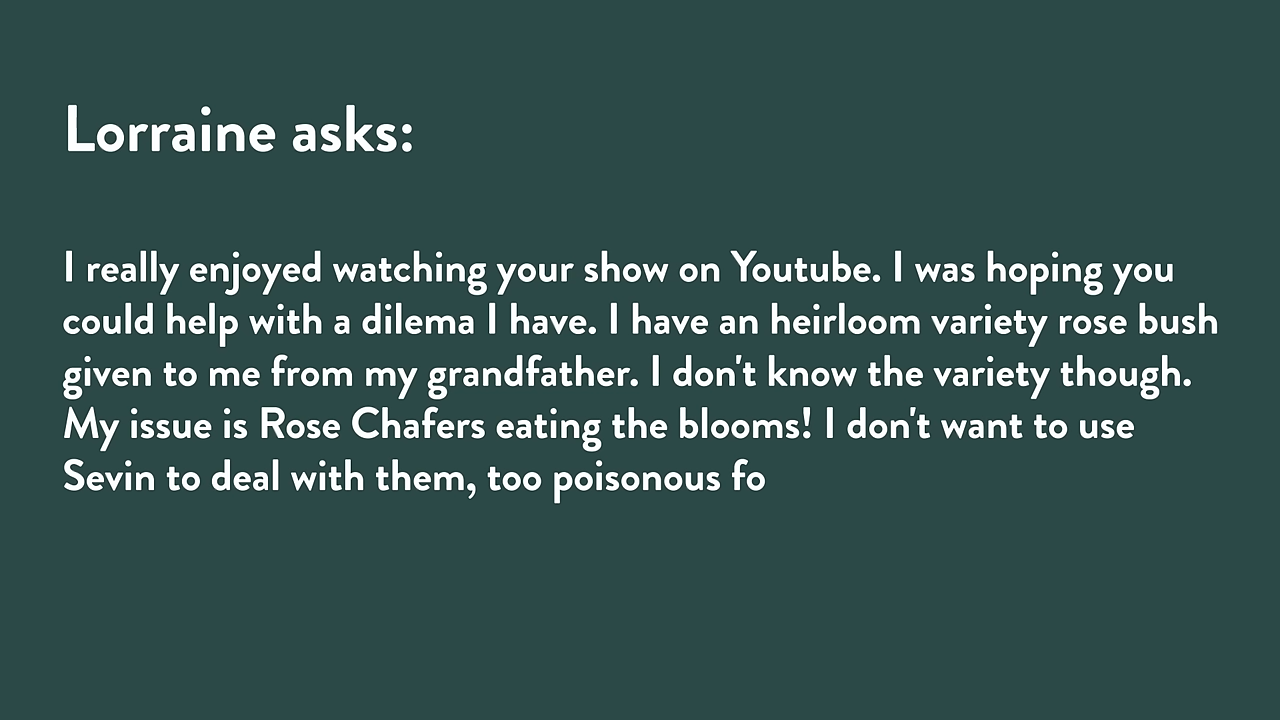 Lorraine asks:
I really enjoyed watching your show on Youtube. I was hoping you
could help with a dilema I have. I have an heirloom variety rose bush
given to me from my grandfather. I don't know the variety though.
My issue is Rose Chafers eating the blooms! I don't want to use
Sevin to deal with them, too poisonous fo